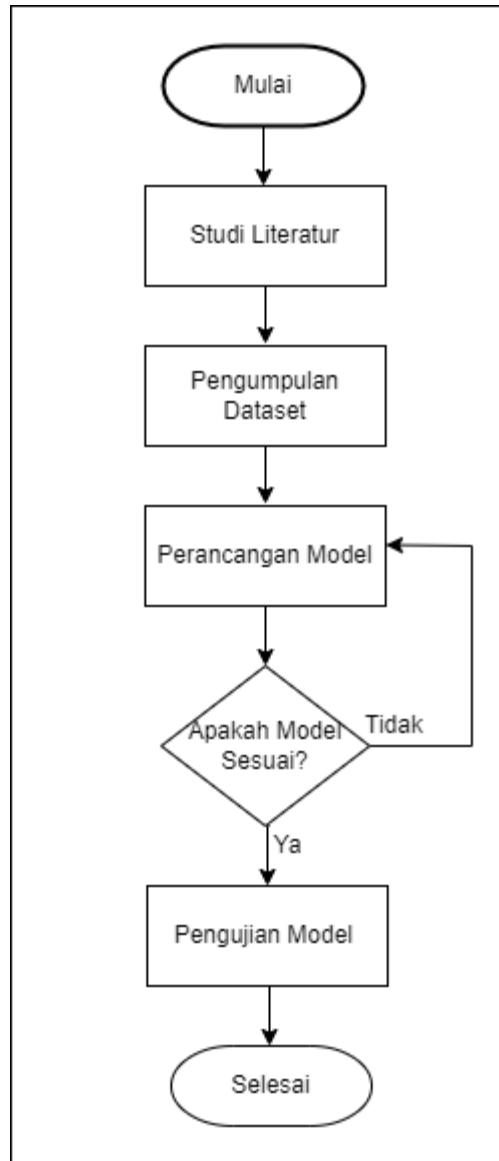 Mulai
Studi Literatur
Pengumpulan
Dataset
Perancangan Model
Apakah Model
Sesuai?
Tidak
Ya
Pengujian Model
Selesai